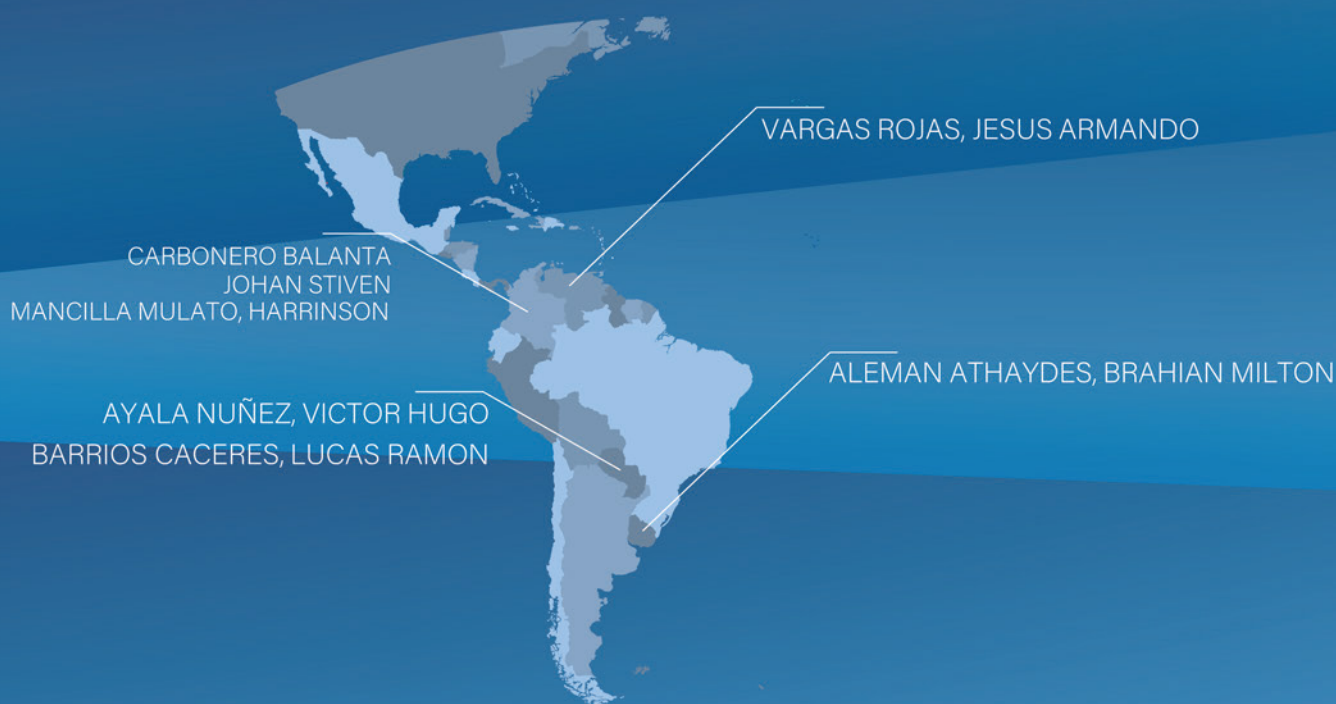 VARGAS ROJAS, JESUS ARMANDO
CARBONERO BALANTA
JOHAN STIVEN
MANCILLA MULATO, HARRINSON
ALEMAN ATHAYDES, BRAHIAN MILTON
AYALA NUÑEZ, VICTOR HUGO
BARRIOS CACERES, LUCAS RAMON